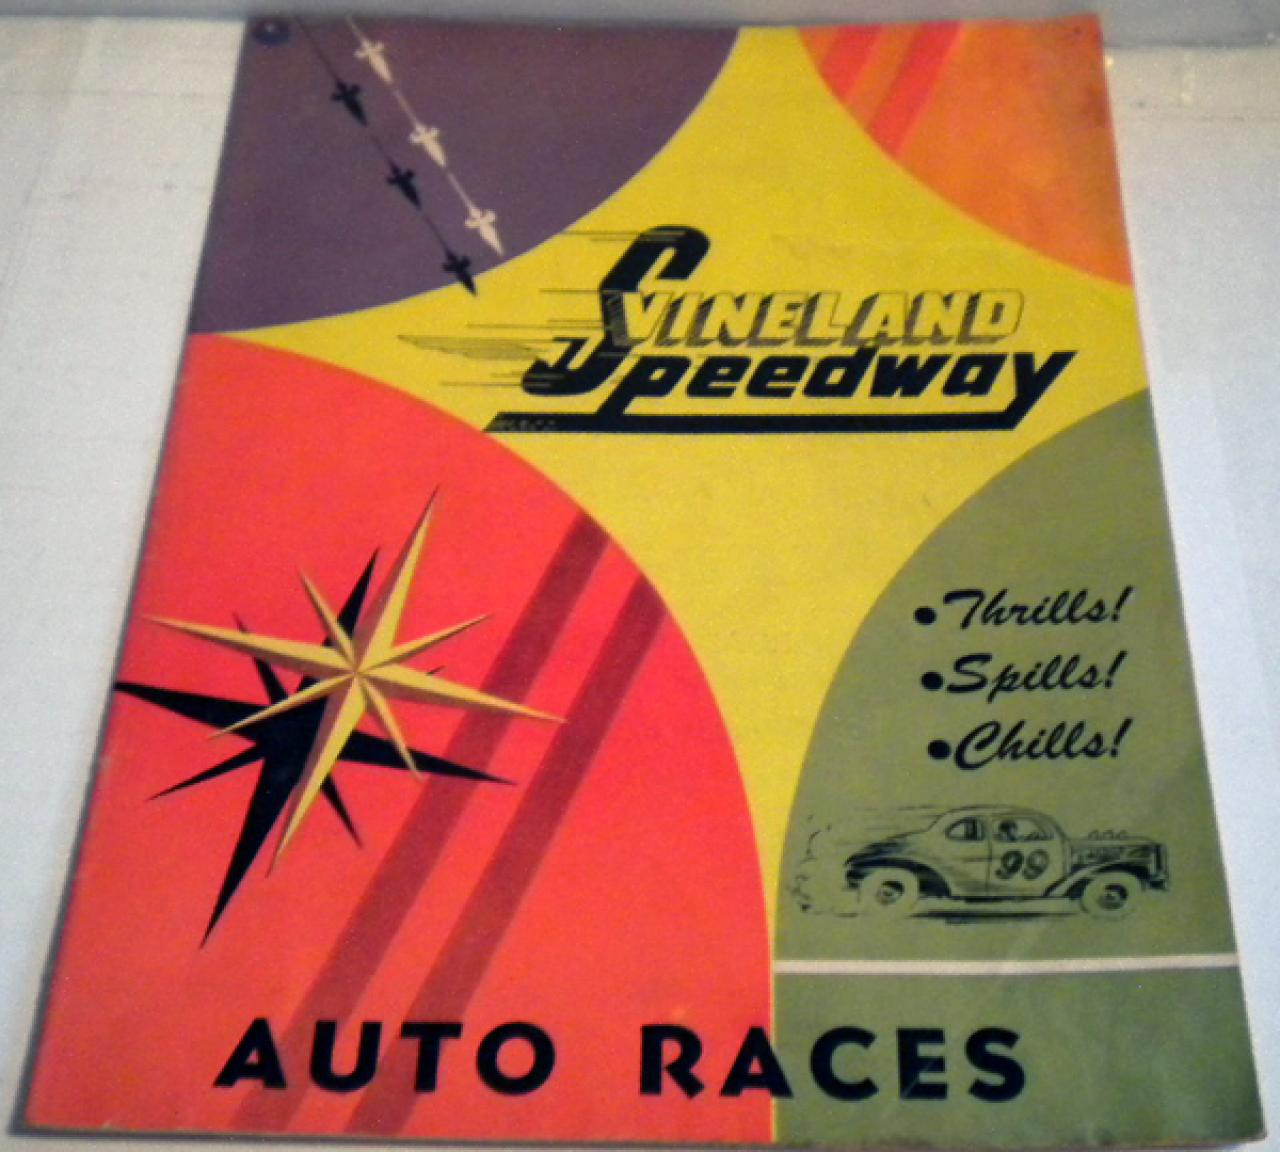 VINELAND
Speedway
•Thrills!
•Spills!
•Chills!
99
AUTO RACES